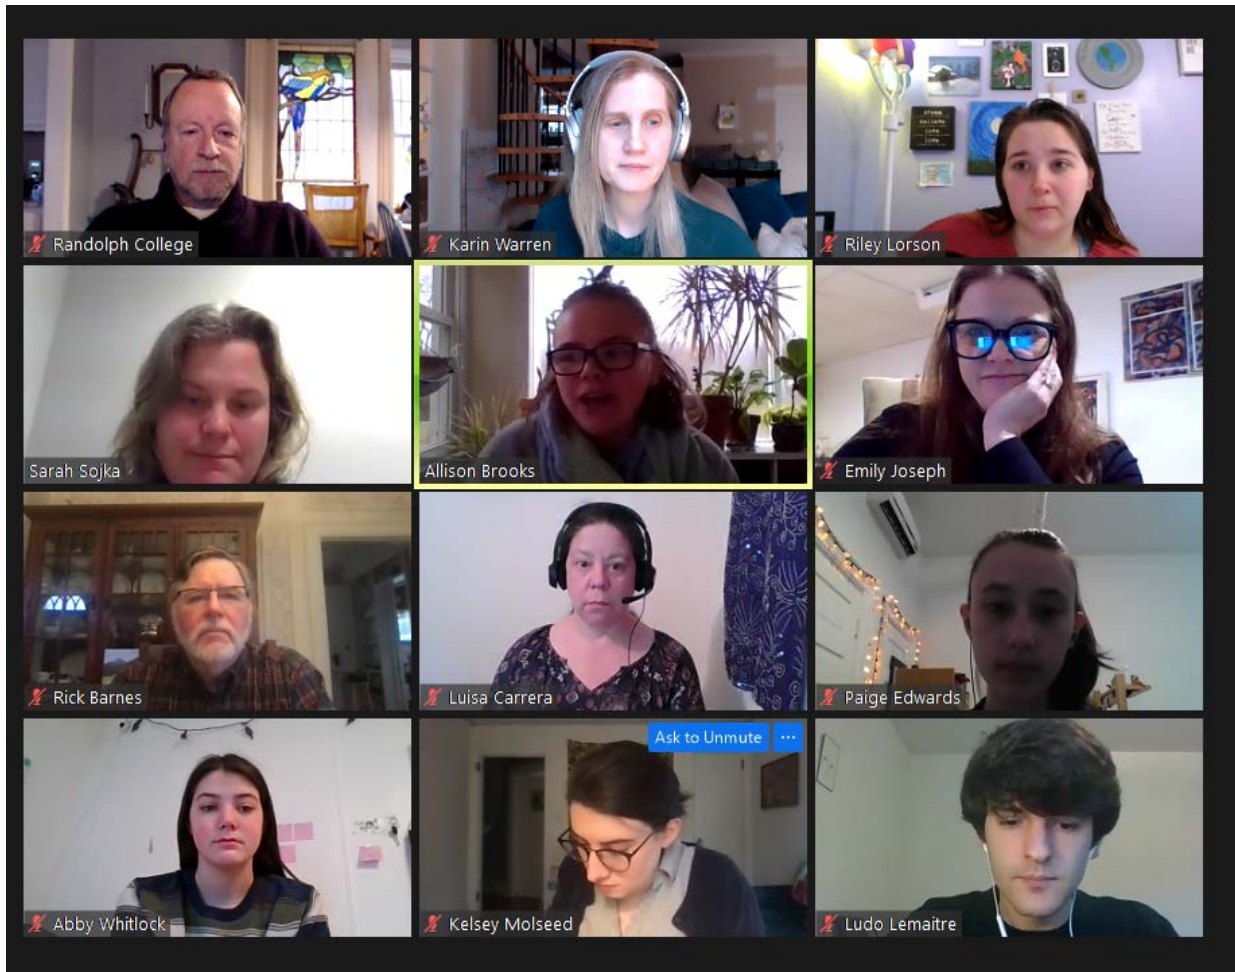 Randolph College
Karin Warren
Riley Lorson
Sarah Sojka
Allison Brooks
Emily Joseph
Rick Barnes
Luisa Carrera
Paige Edwards
Ask to Unmute
Abby Whitlock
Kelsey Molseed
Ludo Lemaitre